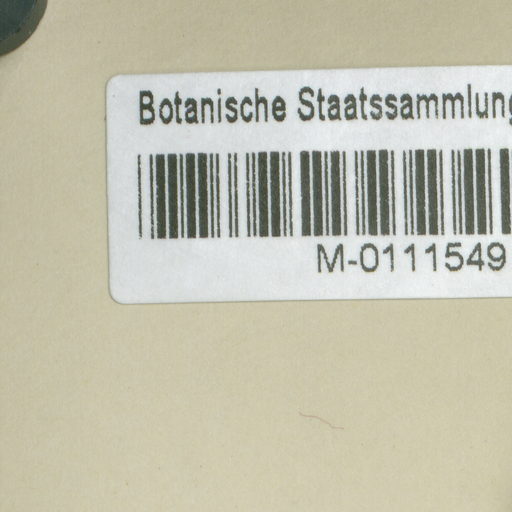 Botanische Staatssammlung
M-0111549